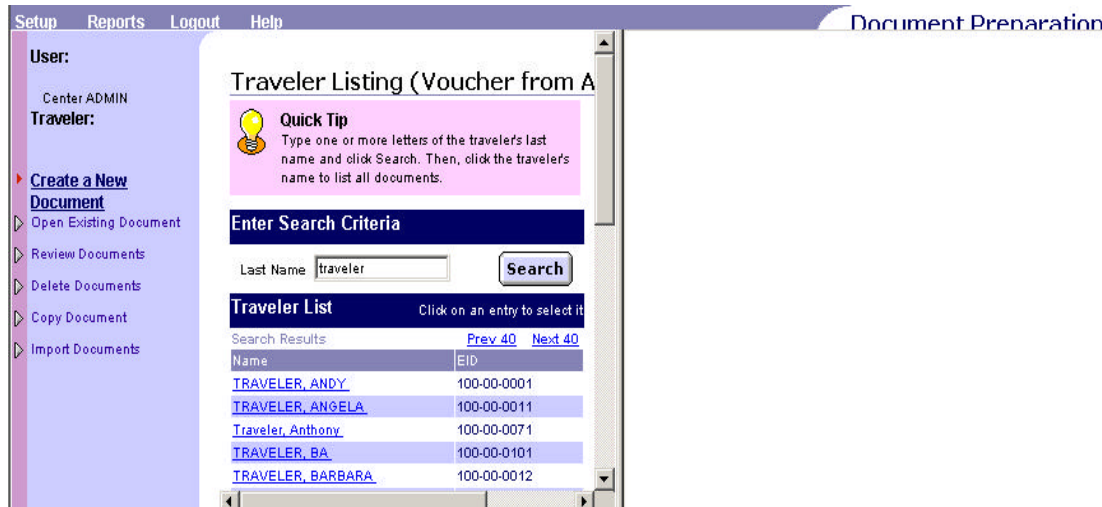 Setup Reports Logout Help
Document Preparation
User:
Center ADMIN
Traveler:
Create a New
Document
Open Existing Document
Review Documents
Delete Documents
Copy Document
Import Documents
Traveler Listing (Voucher from A
Quick Tip
Type one or more letters of the traveler's last
name and click Search. Then, click the traveler's
name to list all documents.
Enter Search Criteria
Last Name traveler Search
Traveler List Click on an entry to select it
Search Results Prev 40 Next 40
Name EID
TRAVELER, ANDY 100-00-0001
TRAVELER, ANGELA 100-00-0011
Traveler, Anthony 100-00-0071
TRAVELER, BA 100-00-0101
TRAVELER, BARBARA 100-00-0012